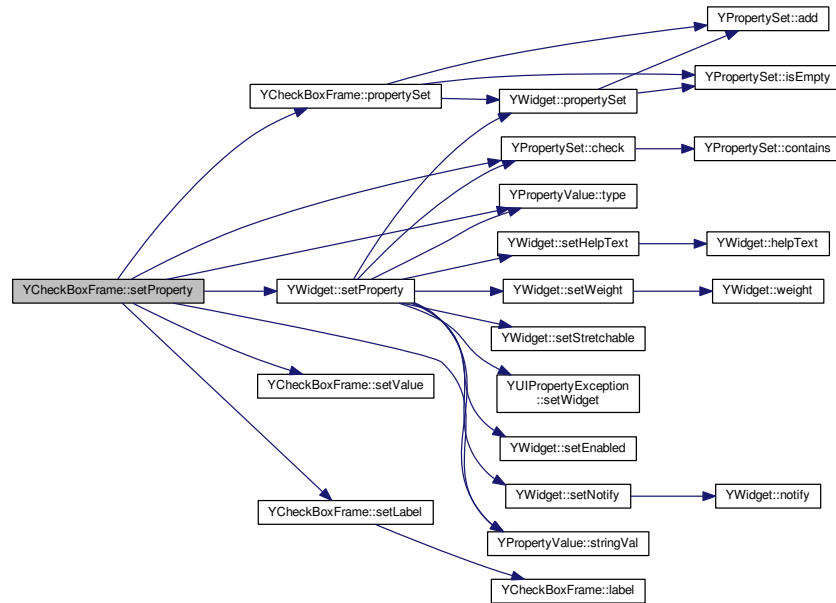 YPropertySet::add
YPropertySet::isEmpty
YCheckBoxFrame::propertySet
YWidget::propertySet
YPropertySet::check
YPropertySet::contains
YPropertyValue::type
YWidget::setHelpText
YWidget::helpText
YCheckBoxFrame::setProperty
YWidget::setProperty
YWidget::setWeight
YWidget::weight
YWidget::setStretchable
YCheckBoxFrame::setValue
YUIPropertyException
::setWidget
YWidget::setEnabled
YWidget::setNotify
YWidget::notify
YCheckBoxFrame::setLabel
YPropertyValue::stringVal
YCheckBoxFrame::label